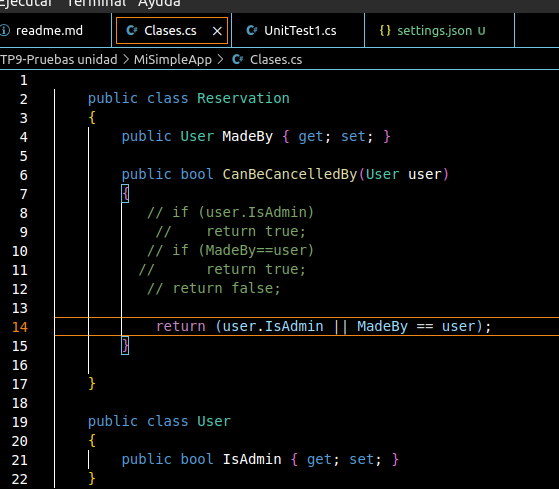 Ejecutar Terminal Ayuda
readme.md Clases.cs UnitTest1.cs {} settings.json U
TP9-Pruebas unidad > MiSimpleApp > Clases.cs
1
2 public class Reservation
3 {
4 public User MadeBy { get; set; }
5
6 public bool CanBeCancelledBy(User user)
7 {
8 // if (user.IsAdmin)
9 // return true;
10 // if (MadeBy==user)
11 // return true;
12 // return false;
13
14 return (user.IsAdmin || MadeBy == user);
15 }
16
17 }
18
19 public class User
20 {
21 public bool IsAdmin { get; set; }
22 }